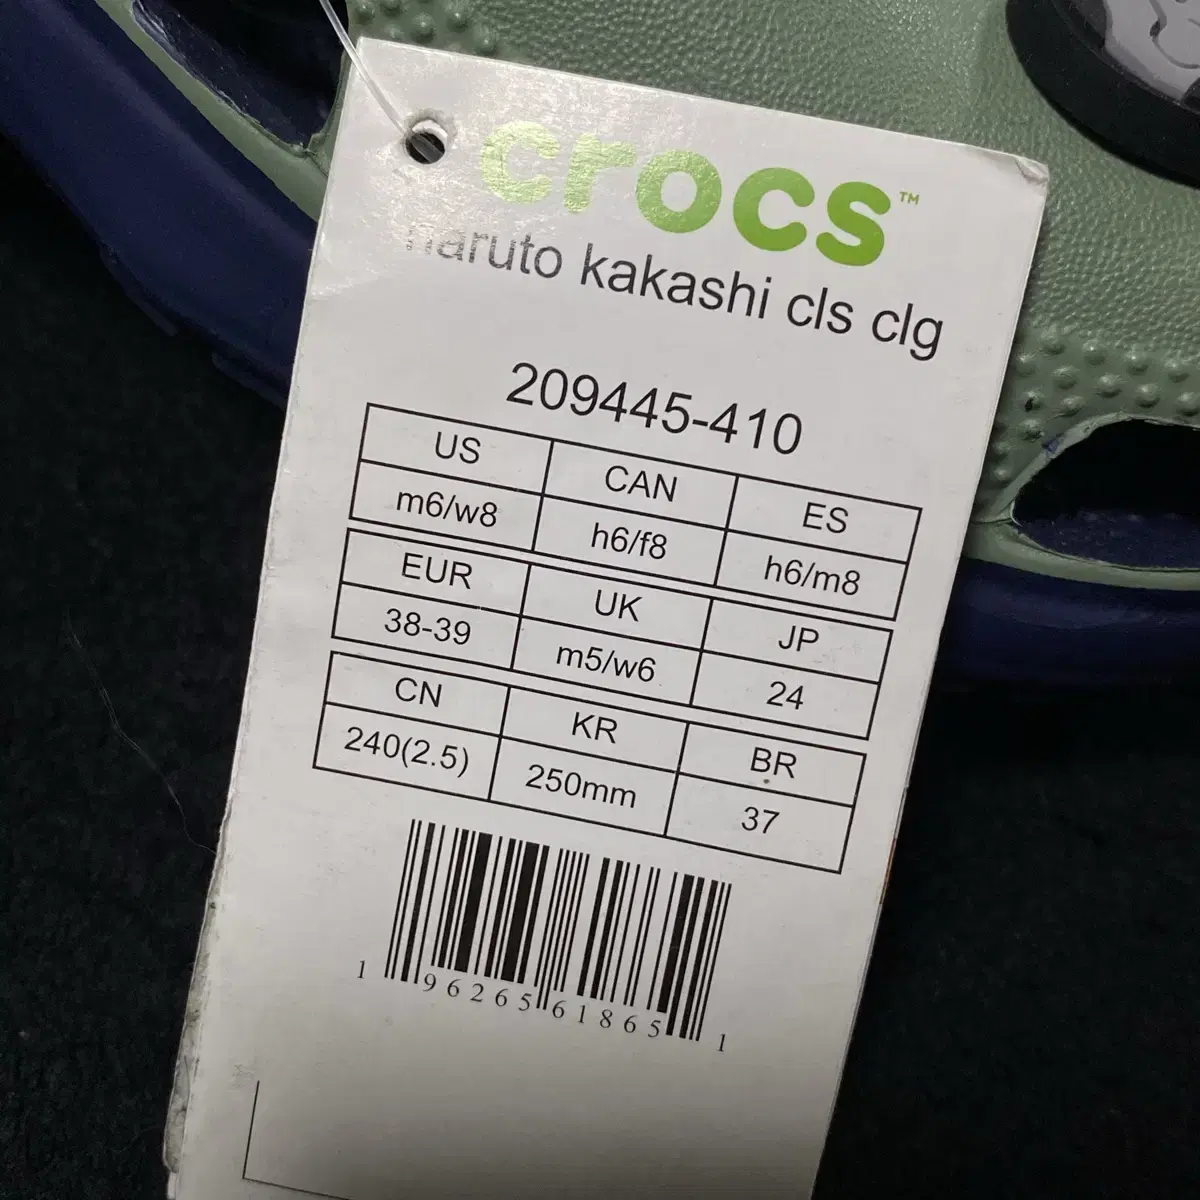 crocs™
naruto kakashi cls clg
209445-410
US CAN ES
m6/w8 h6/f8 h6/m8
EUR UK JP
38-39 m5/w6 24
CN KR BR
240(2.5) 250mm 37
1 96265 61865 1